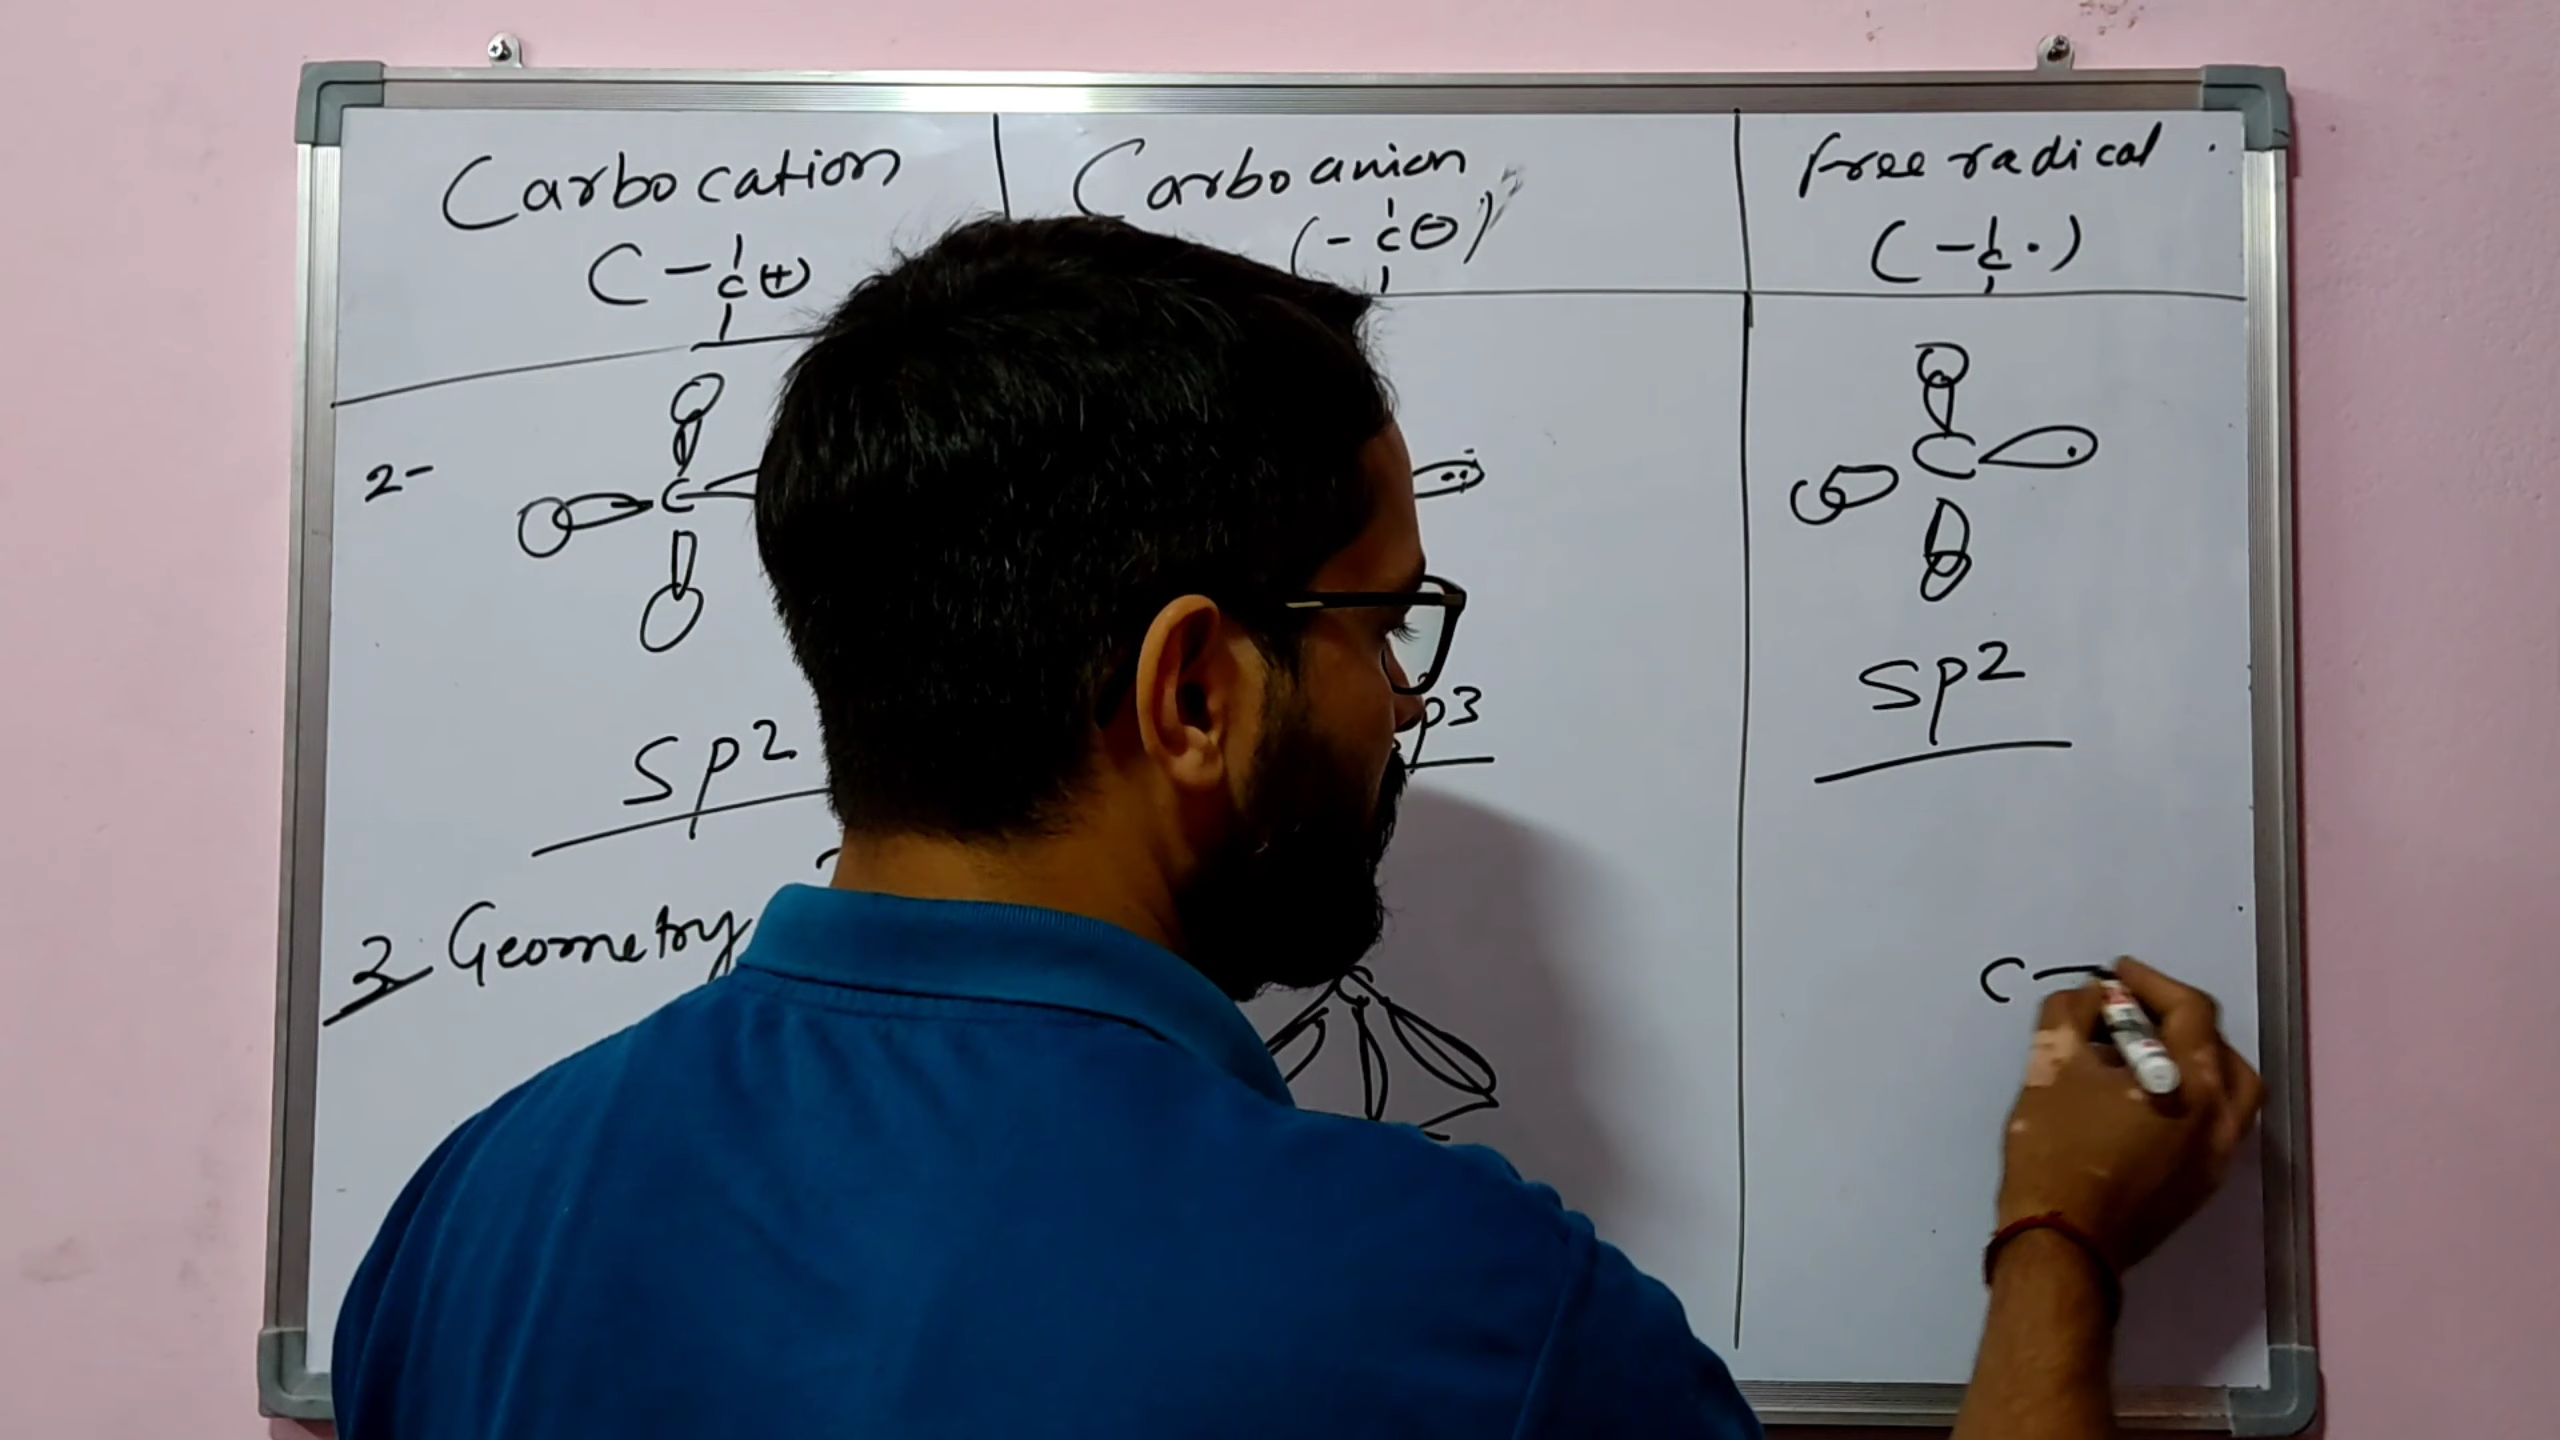 Carbocation
C-C⊕
Carboanion
(-C⊖)
free radical
(-C·)
2-
C
C
sp2
p3
sp2
3. Geometry
C-